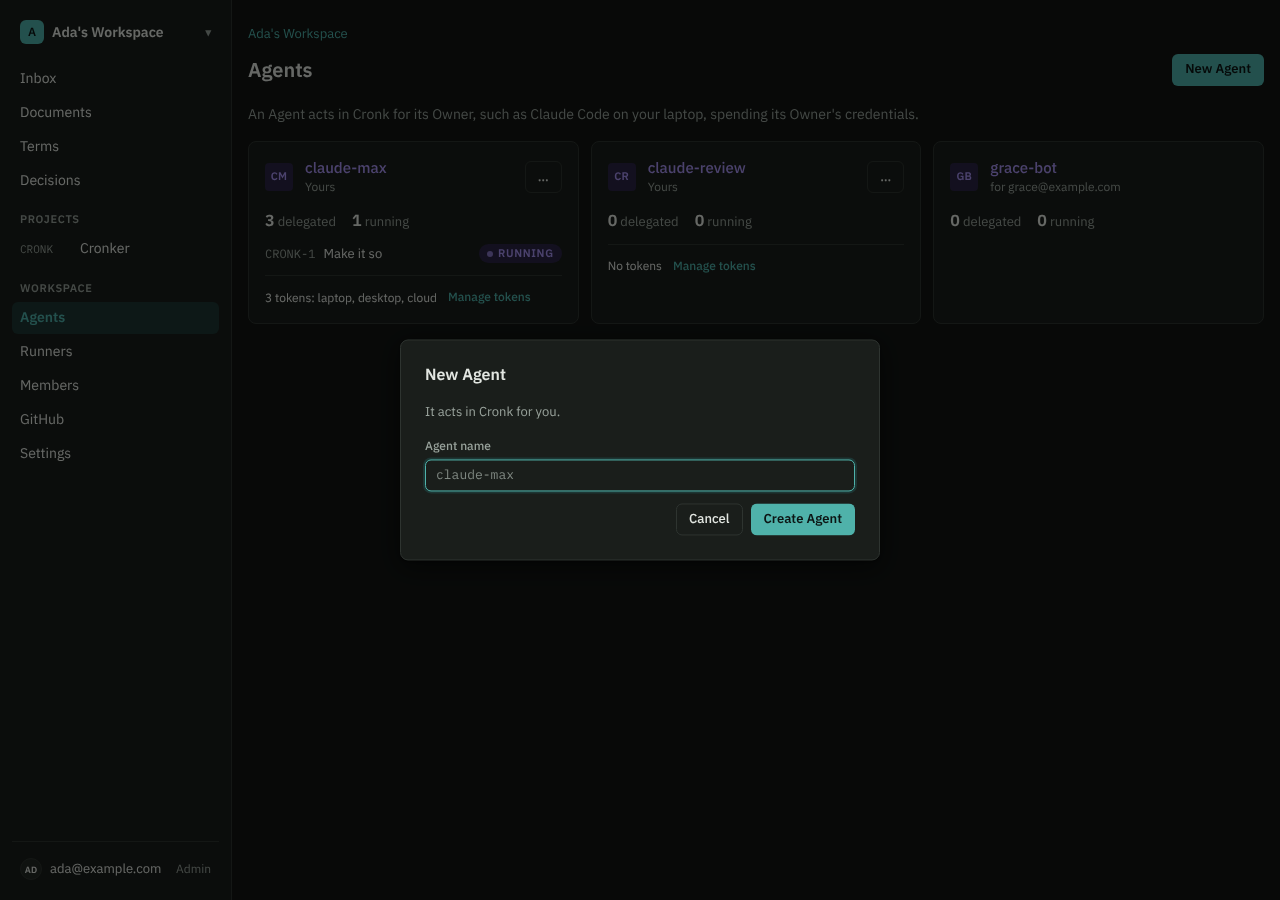 A Ada's Workspace ▾
Inbox
Documents
Terms
Decisions
PROJECTS
CRONK Cronker
WORKSPACE
Agents
Runners
Members
GitHub
Settings
AD ada@example.com Admin
Ada's Workspace
Agents
New Agent
An Agent acts in Cronk for its Owner, such as Claude Code on your laptop, spending its Owner's credentials.
CM claude-max
Yours
...
3 delegated 1 running
CRONK-1 Make it so RUNNING
3 tokens: laptop, desktop, cloud Manage tokens
CR claude-review
Yours
...
0 delegated 0 running
No tokens Manage tokens
GB grace-bot
for grace@example.com
0 delegated 0 running
New Agent
It acts in Cronk for you.
Agent name
claude-max
Cancel Create Agent